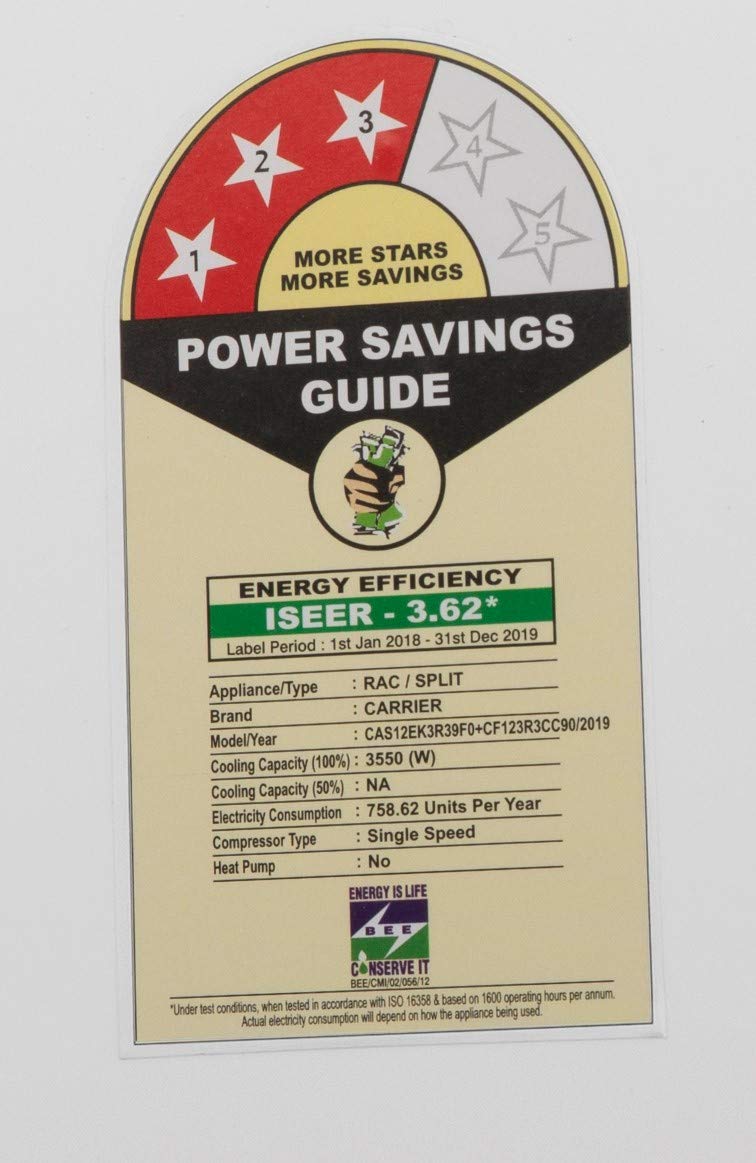 1
2
3
4
5
MORE STARS
MORE SAVINGS
POWER SAVINGS
GUIDE
ENERGY EFFICIENCY
ISEER - 3.62*
Label Period : 1st Jan 2018 - 31st Dec 2019
Appliance/Type : RAC / SPLIT
Brand : CARRIER
Model/Year : CAS12EK3R39F0+CF123R3CC90/2019
Cooling Capacity (100%) : 3550 (W)
Cooling Capacity (50%) : NA
Electricity Consumption : 758.62 Units Per Year
Compressor Type : Single Speed
Heat Pump : No
ENERGY IS LIFE
BEE
CONSERVE IT
BEE/CMI/02/056/12
*Under test conditions, when tested in accordance with ISO 16358 & based on 1600 operating hours per annum.
Actual electricity consumption will depend on how the appliance being used.